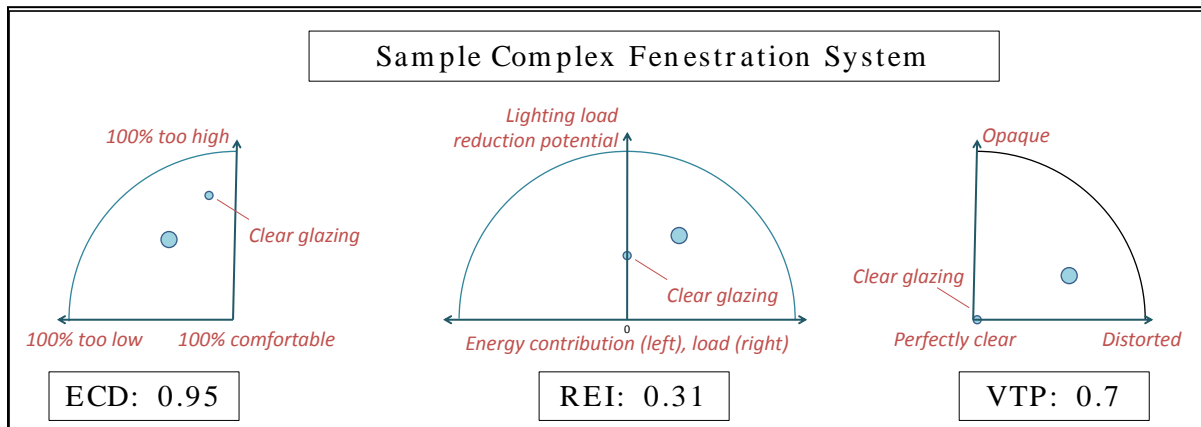 Sample Complex Fenestration System
100% too high
Clear glazing
100% too low
100% comfortable
ECD: 0.95
Lighting load
reduction potential
Clear glazing
0
Energy contribution (left), load (right)
REI: 0.31
Opaque
Clear glazing
Perfectly clear
Distorted
VTP: 0.7